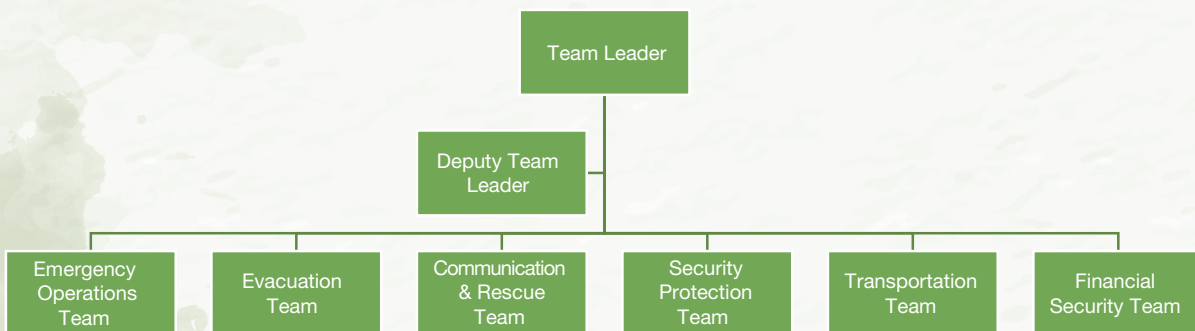 Team Leader
Deputy Team
Leader
Emergency
Operations
Team
Evacuation
Team
Communication
& Rescue
Team
Security
Protection
Team
Transportation
Team
Financial
Security Team